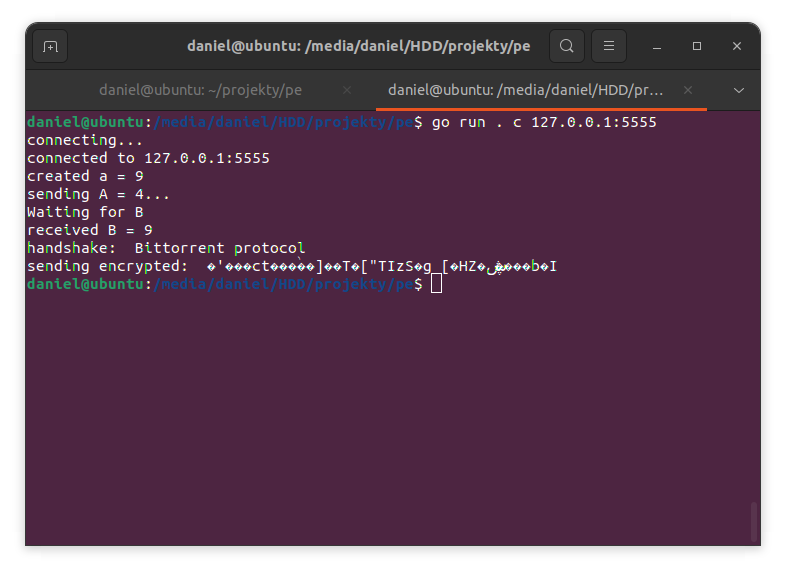 daniel@ubuntu: /media/daniel/HDD/projekty/pe
daniel@ubuntu: ~/projekty/pe
daniel@ubuntu: /media/daniel/HDD/pr...
daniel@ubuntu:/media/daniel/HDD/projekty/pe$ go run . c 127.0.0.1:5555
connecting...
connected to 127.0.0.1:5555
created a = 9
sending A = 4...
Waiting for B
received B = 9
handshake:  Bittorrent protocol
sending encrypted:  �'���ct�����]��T�["TIzS�g [�HZ����b�I
daniel@ubuntu:/media/daniel/HDD/projekty/pe$